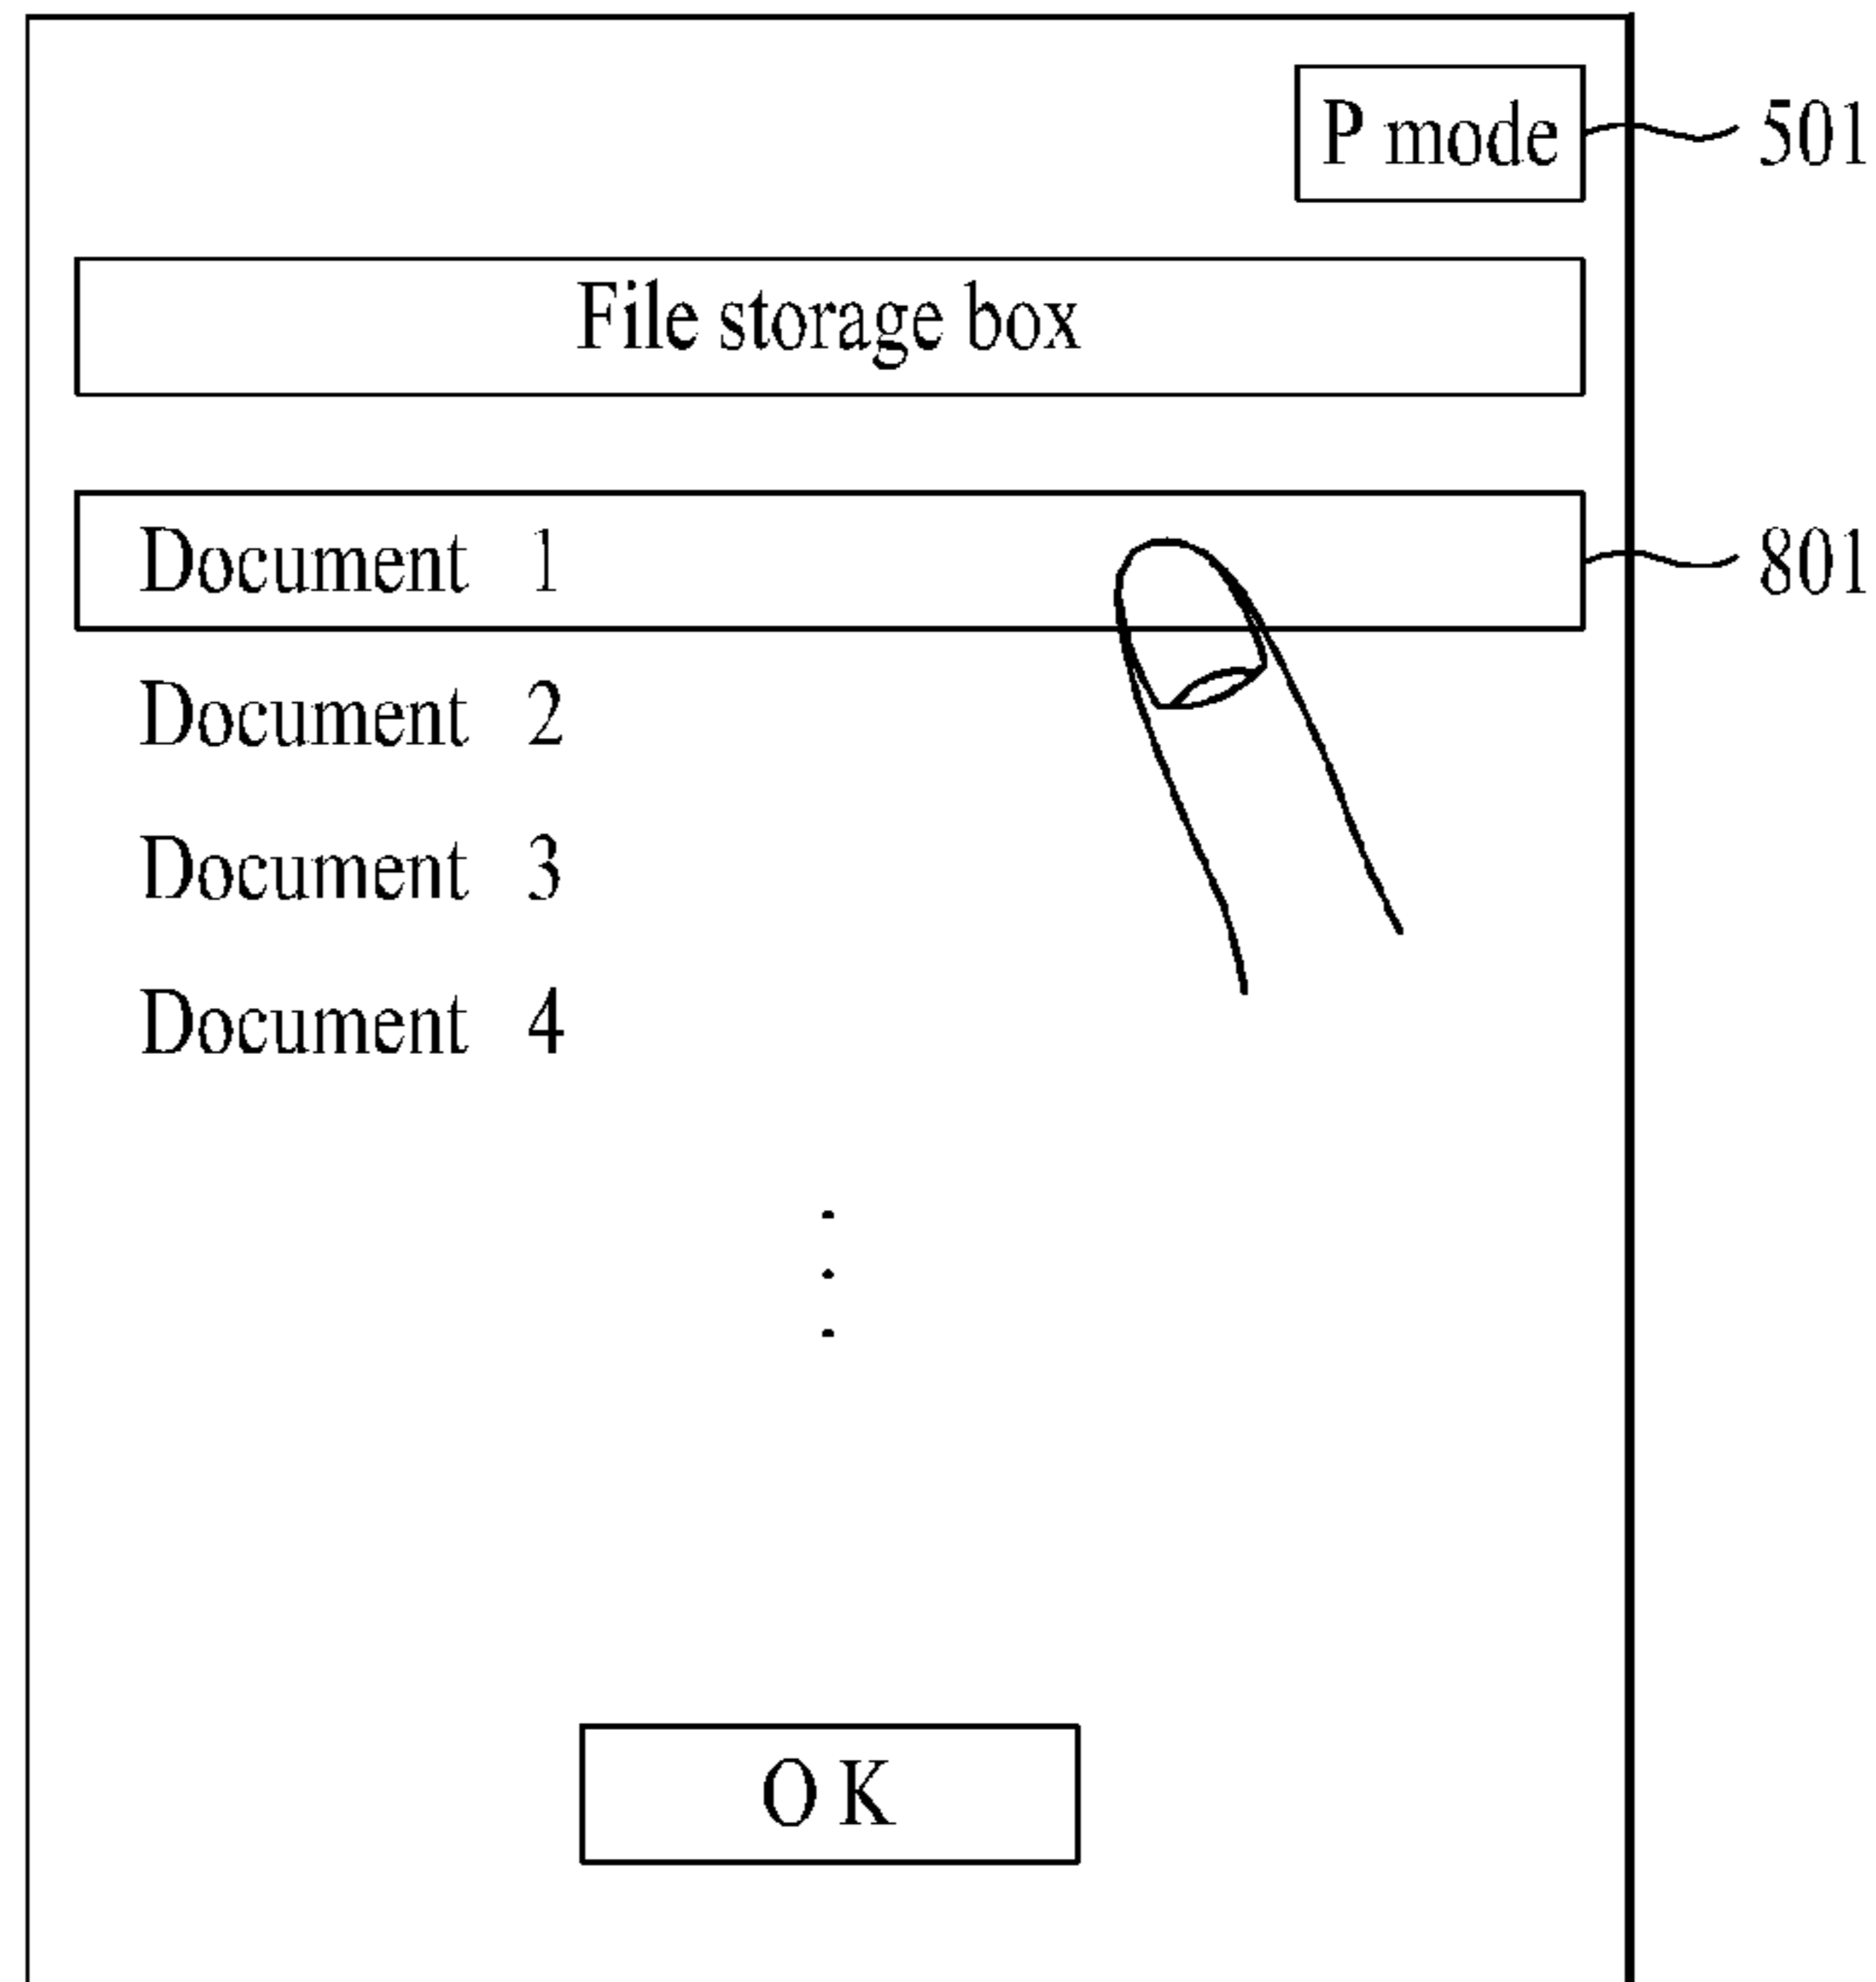 P mode 501
File storage box
Document 1 801
Document 2
Document 3
Document 4
OK